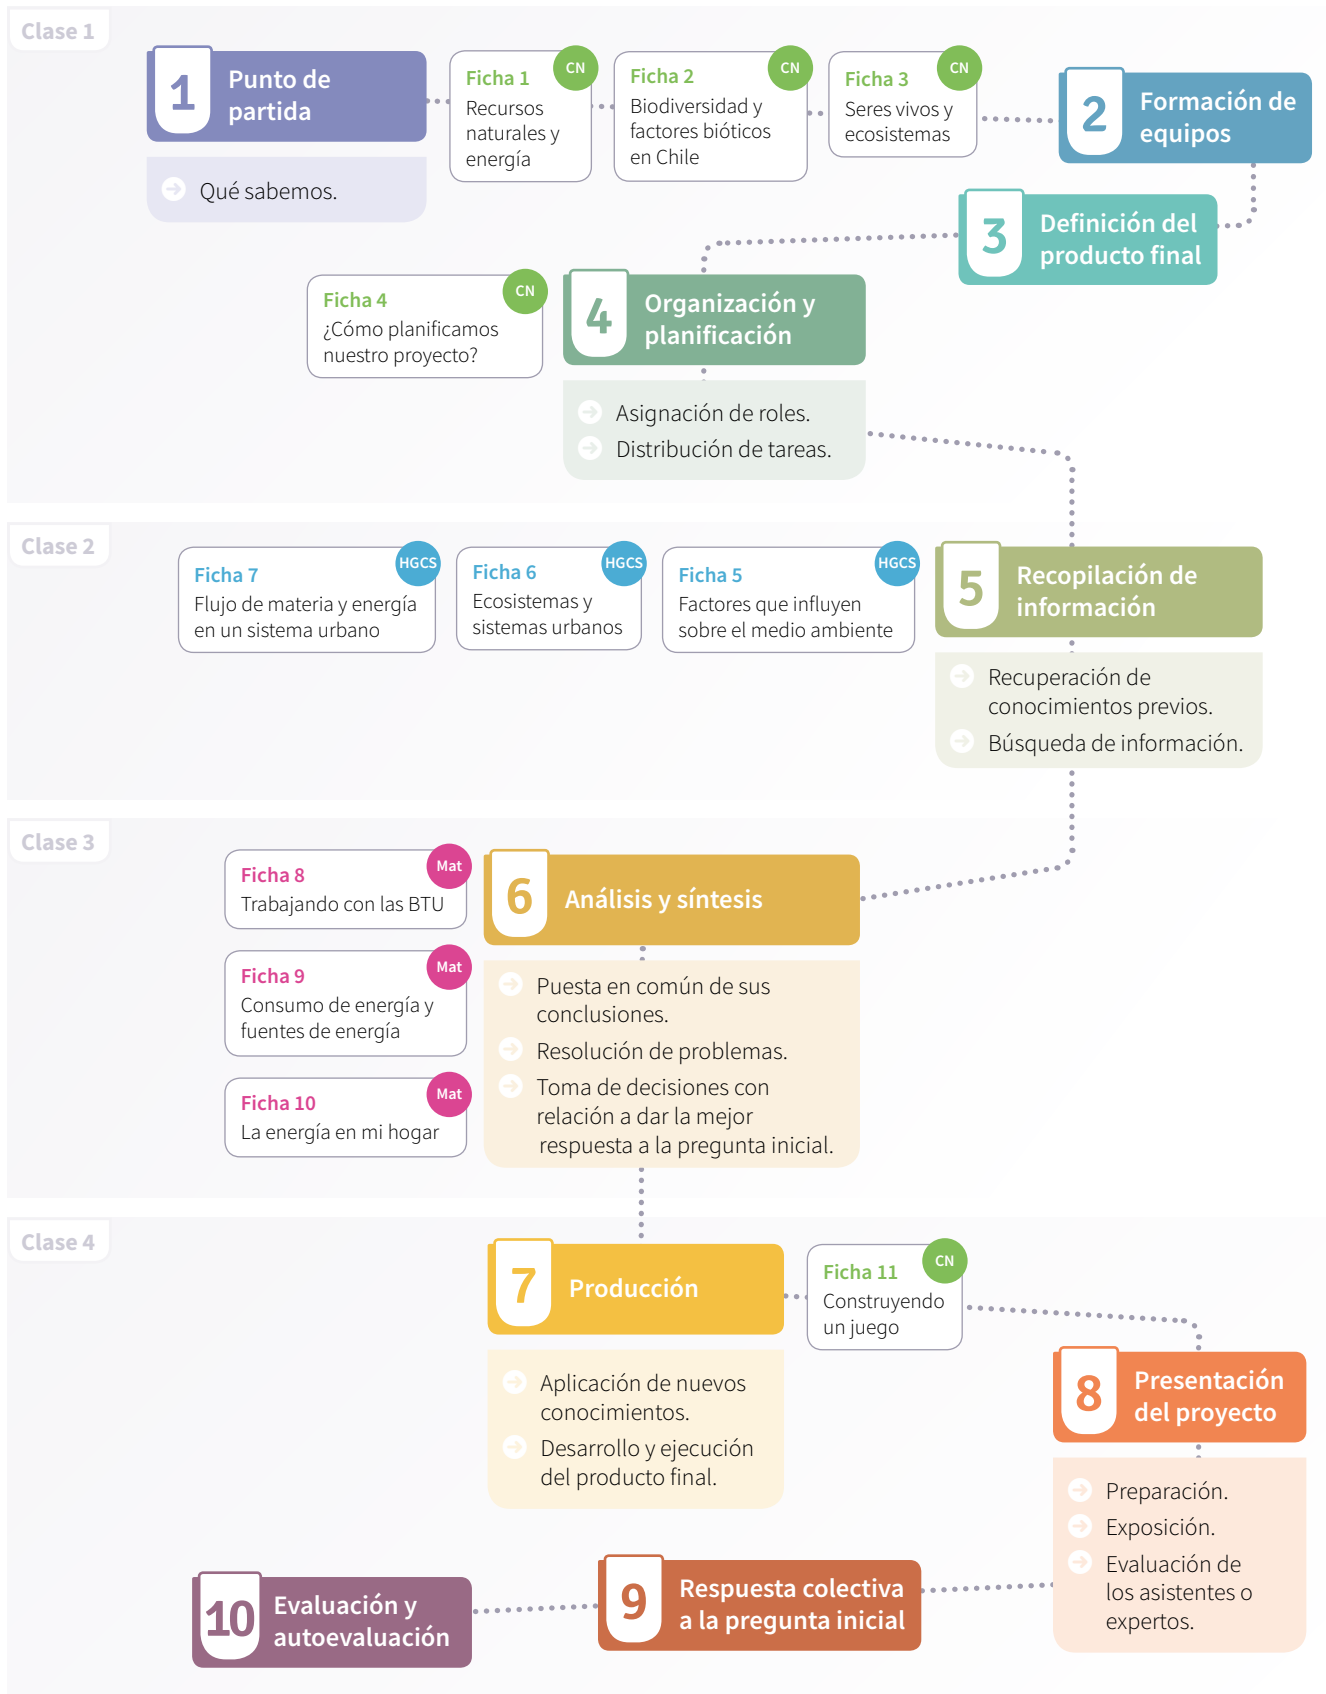 Clase 1
1
Punto de
partida
Qué sabemos.
CN
Ficha 1
Recursos
naturales y
energía
CN
Ficha 2
Biodiversidad y
factores bióticos
en Chile
CN
Ficha 3
Seres vivos y
ecosistemas
2
Formación de
equipos
3
Definición del
producto final
CN
Ficha 4
¿Cómo planificamos
nuestro proyecto?
4
Organización y
planificación
Asignación de roles.
Distribución de tareas.
Clase 2
HGCS
Ficha 7
Flujo de materia y energía
en un sistema urbano
HGCS
Ficha 6
Ecosistemas y
sistemas urbanos
HGCS
Ficha 5
Factores que influyen
sobre el medio ambiente
5
Recopilación de
información
Recuperación de
conocimientos previos.
Búsqueda de información.
Clase 3
Mat
Ficha 8
Trabajando con las BTU
Mat
Ficha 9
Consumo de energía y
fuentes de energía
Mat
Ficha 10
La energía en mi hogar
6
Análisis y síntesis
Puesta en común de sus
conclusiones.
Resolución de problemas.
Toma de decisiones con
relación a dar la mejor
respuesta a la pregunta inicial.
Clase 4
7
Producción
Aplicación de nuevos
conocimientos.
Desarrollo y ejecución
del producto final.
CN
Ficha 11
Construyendo
un juego
8
Presentación
del proyecto
Preparación.
Exposición.
Evaluación de
los asistentes o
expertos.
9
Respuesta colectiva
a la pregunta inicial
10
Evaluación y
autoevaluación